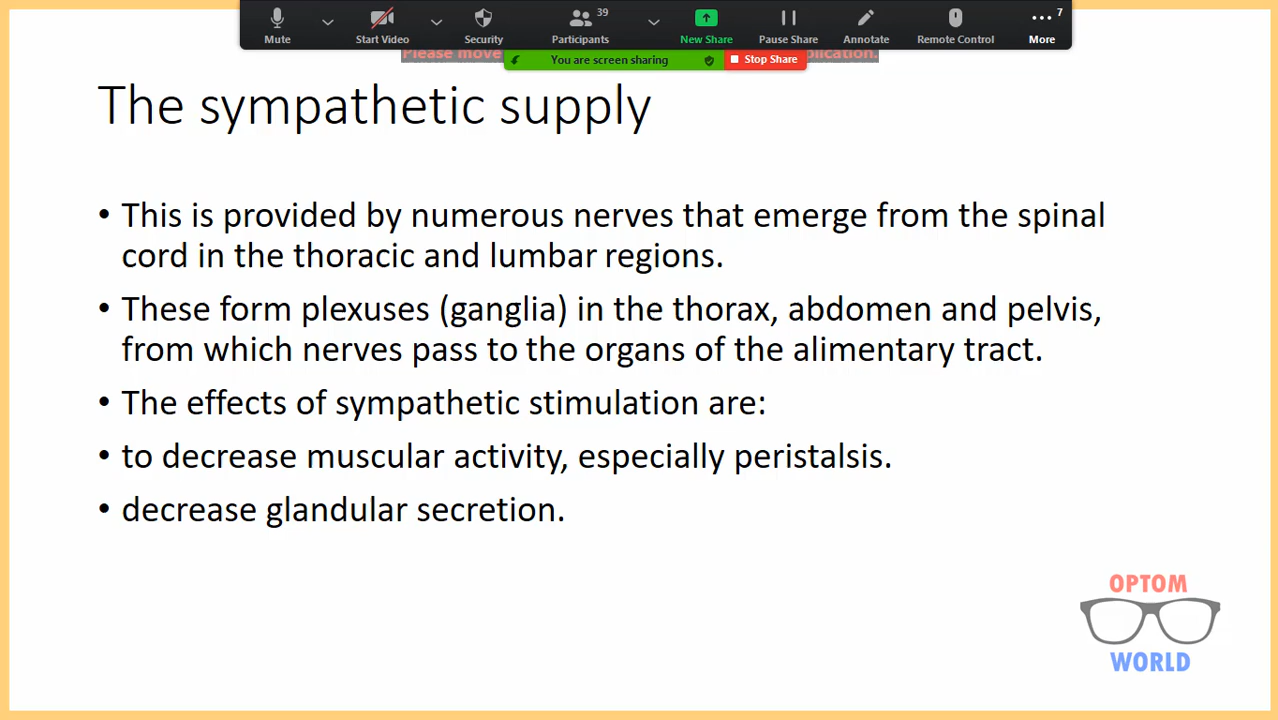 39
7
Mute
Start Video
Security
Participants
New Share
Pause Share
Annotate
Remote Control
More
Please move
plication.
You are screen sharing
Stop Share
The sympathetic supply
• This is provided by numerous nerves that emerge from the spinal
cord in the thoracic and lumbar regions.
• These form plexuses (ganglia) in the thorax, abdomen and pelvis,
from which nerves pass to the organs of the alimentary tract.
• The effects of sympathetic stimulation are:
• to decrease muscular activity, especially peristalsis.
• decrease glandular secretion.
OPTOM
WORLD